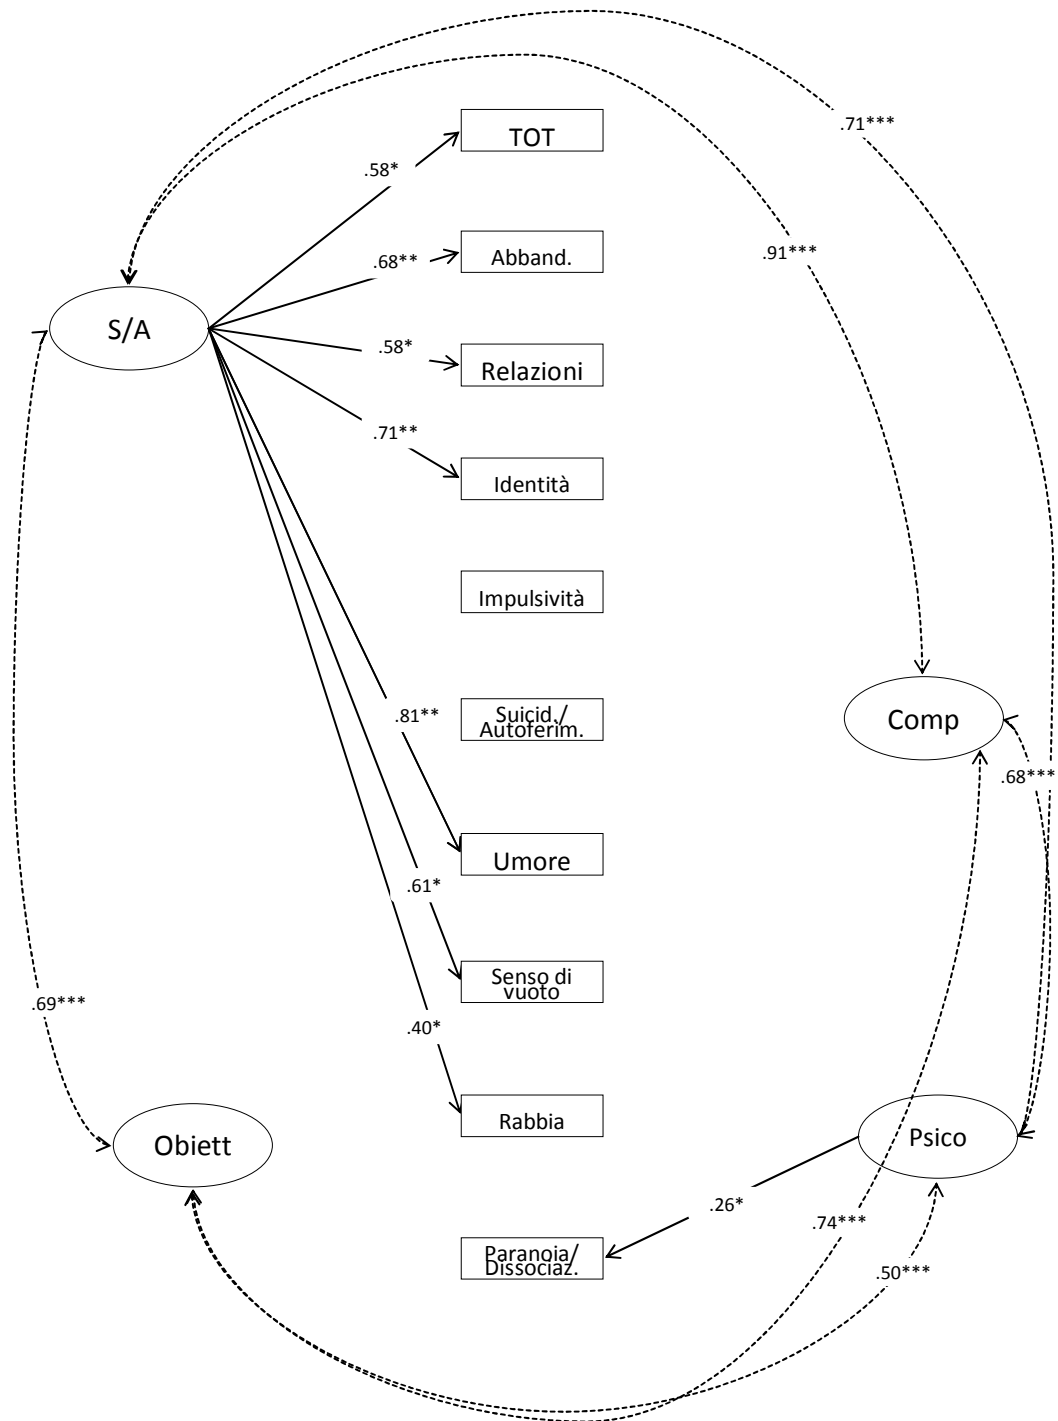 .71***
TOT
.58*
.91***
Abband.
.68**
S/A
.58*
Relazioni
.71**
Identità
Impulsività
Suicid./
Autoferim.
.81**
Comp
.68***
Umore
.61*
Senso di
vuoto
.69***
.40*
Rabbia
Obiett
Psico
.26*
.74***
Paranoia/
Dissociaz.
.50***